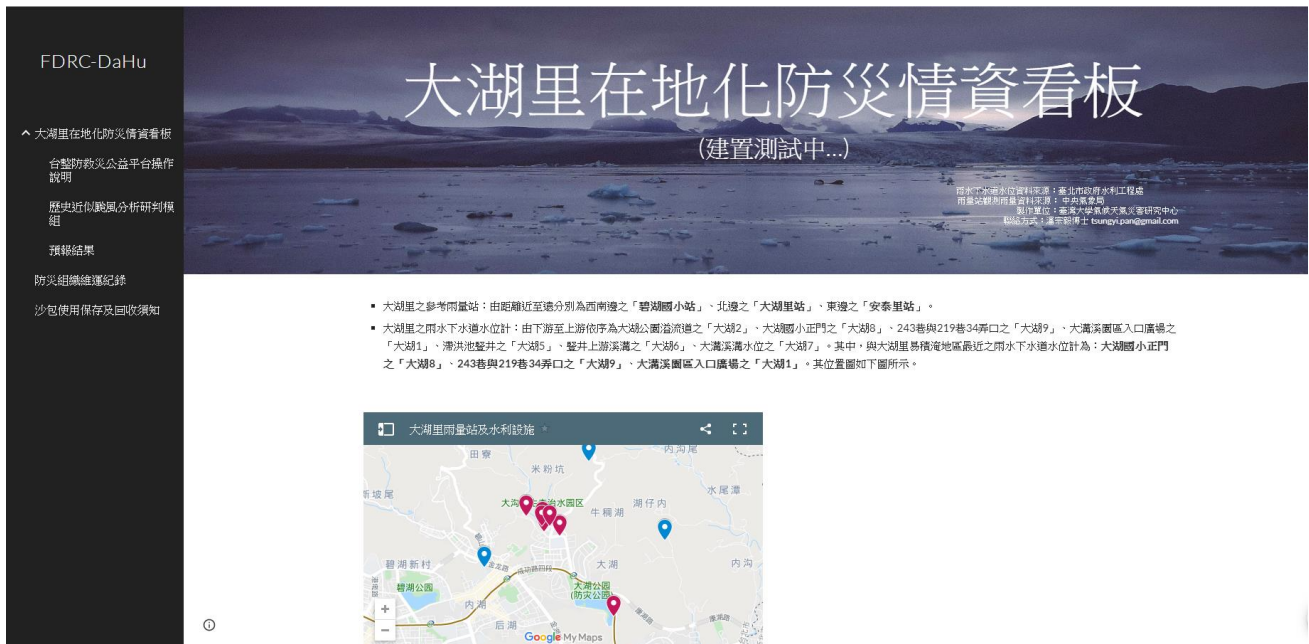 FDRC-DaHu
大湖里在地化防災情資看板
台整防救災公益平台操作
說明
歷史近似颱風分析研判模
組
預報結果
防災組織維運紀錄
沙包使用保存及回收須知
大湖里在地化防災情資看板
(建置測試中...)
雨水下水道水位資料來源：臺北市政府水利工程處
雨量站觀測雨量資料來源： 中央氣象局
製作單位：臺灣大學氣候天氣災害研究中心
聯絡方式：潘宗毅博士 tsungyi.pan@gmail.com
▪ 大湖里之參考雨量站：由距離近至遠分別為西南邊之「碧湖國小站」、北邊之「大湖里站」、東邊之「安泰里站」。
▪ 大湖里之雨水下水道水位計：由下游至上游依序為大湖公園溢流道之「大湖2」、大湖國小正門之「大湖8」、243巷與219巷34弄口之「大湖9」、大溝溪園區入口廣場之
「大湖1」、滯洪池豎井之「大湖5」、豎井上游溪溝之「大湖6」、大溝溪溝水位之「大湖7」。其中，與大湖里易積淹地區最近之雨水下水道水位計為：大湖國小正門
之「大湖8」、243巷與219巷34弄口之「大湖9」、大溝溪園區入口廣場之「大湖1」。其位置圖如下圖所示。
大湖里雨量站及水利設施
田寮
内沟尾
米粉坑
新坡尾
水尾潭
湖仔内
牛稠湖
碧湖新村
大湖
内沟
碧湖公園
成功路四段
大湖公園
(防灾公園)
内湖
康湖路
后湖
Google My Maps